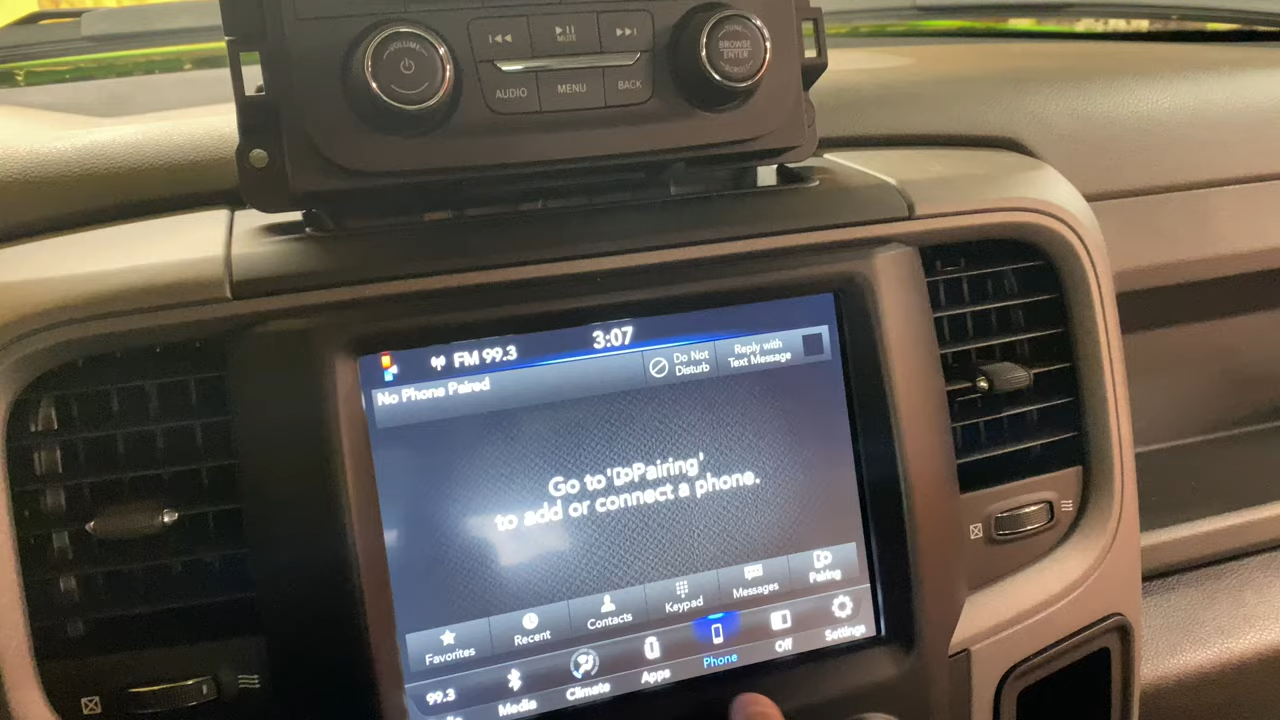 VOLUME
MUTE
AUDIO
MENU
BACK
TUNE
BROWSE
ENTER
SCROLL
FM 99.3
3:07
No Phone Paired
Do Not
Disturb
Reply with
Text Message
Go to 'Pairing'
to add or connect a phone.
Favorites
Recent
Contacts
Keypad
Messages
Pairing
99.3
Media
Climate
Apps
Phone
Off
Settings